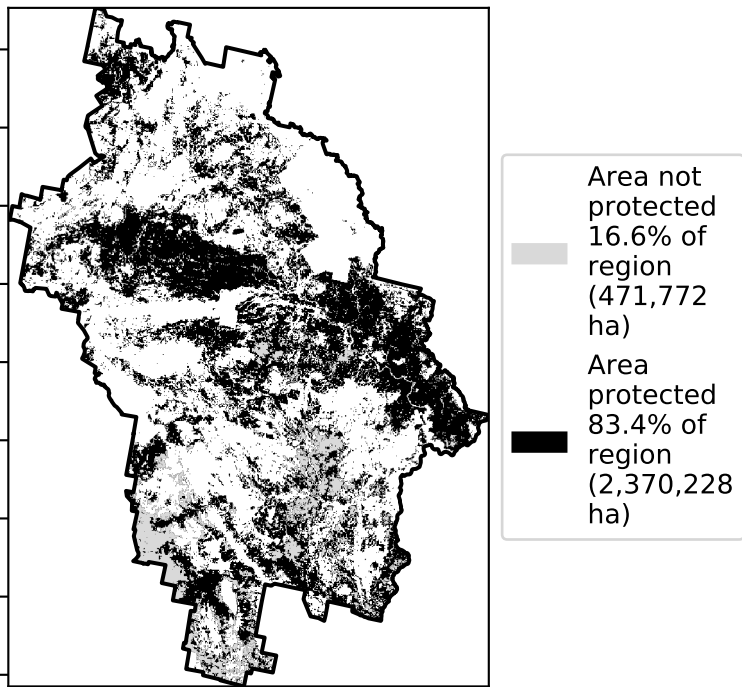 Area not
protected
16.6% of
region
(471,772
ha)
Area
protected
83.4% of
region
(2,370,228
ha)